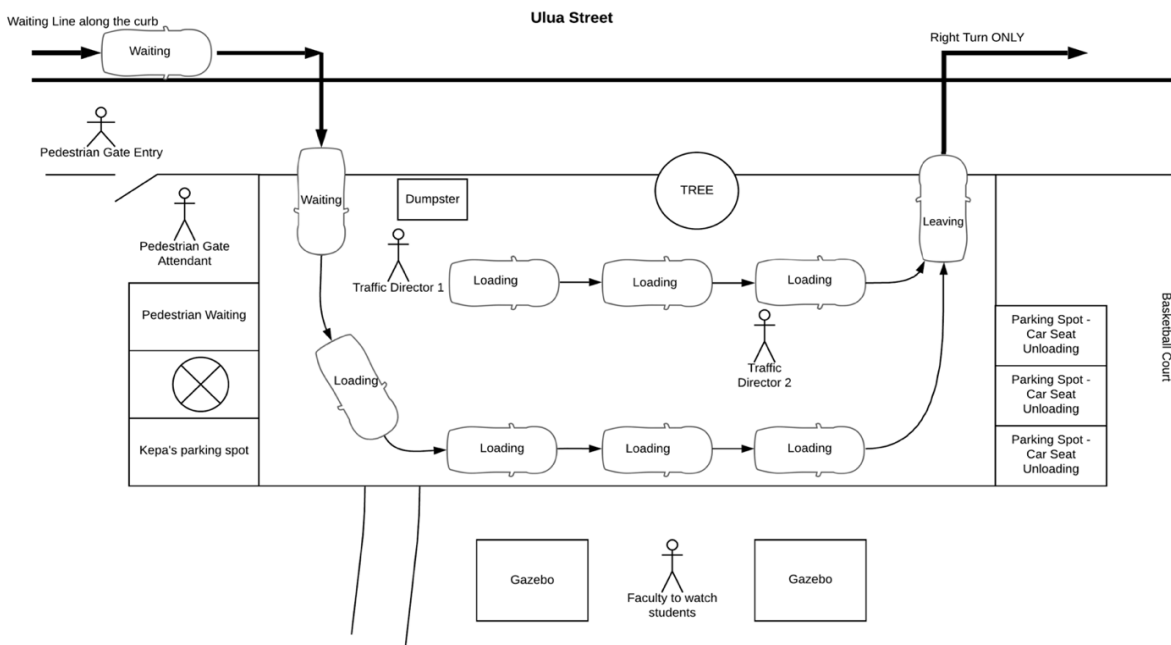 Ulua Street
Waiting Line along the curb
Waiting
Right Turn ONLY
Pedestrian Gate Entry
Waiting
Dumpster
TREE
Leaving
Pedestrian Gate
Attendant
Traffic Director 1
Loading
Loading
Loading
Pedestrian Waiting
Traffic
Director 2
Parking Spot -
Car Seat
Unloading
Basketball Court
Loading
Parking Spot -
Car Seat
Unloading
Kepa's parking spot
Loading
Loading
Loading
Parking Spot -
Car Seat
Unloading
Gazebo
Faculty to watch
students
Gazebo